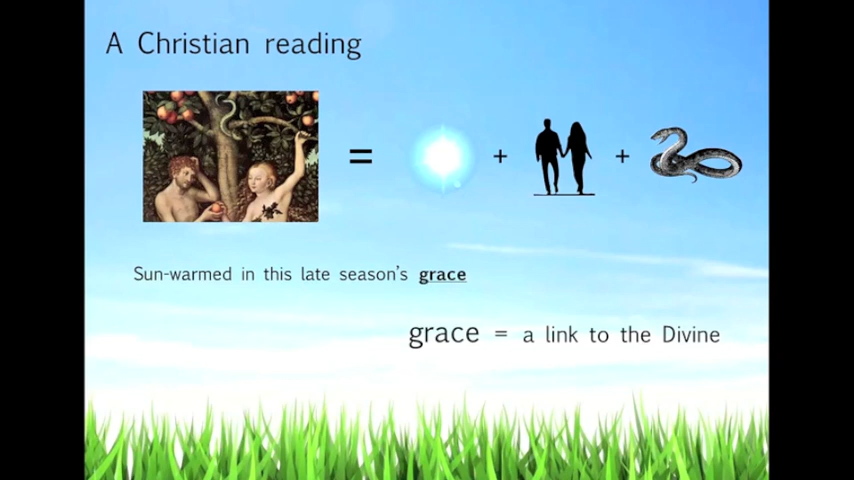 A Christian reading
= + +
Sun-warmed in this late season's grace
grace = a link to the Divine